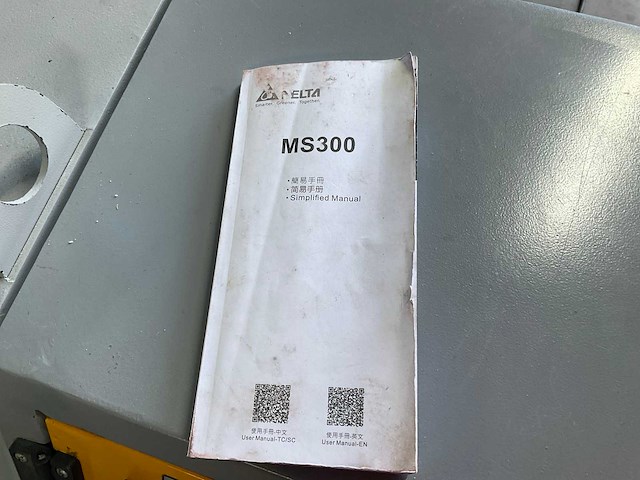 DELTA
Smarter. Greener. Together.
MS300
・簡易手冊
・简易手册
・Simplified Manual
使用手冊-中文
User Manual-TC/SC
使用手冊-英文
User Manual-EN